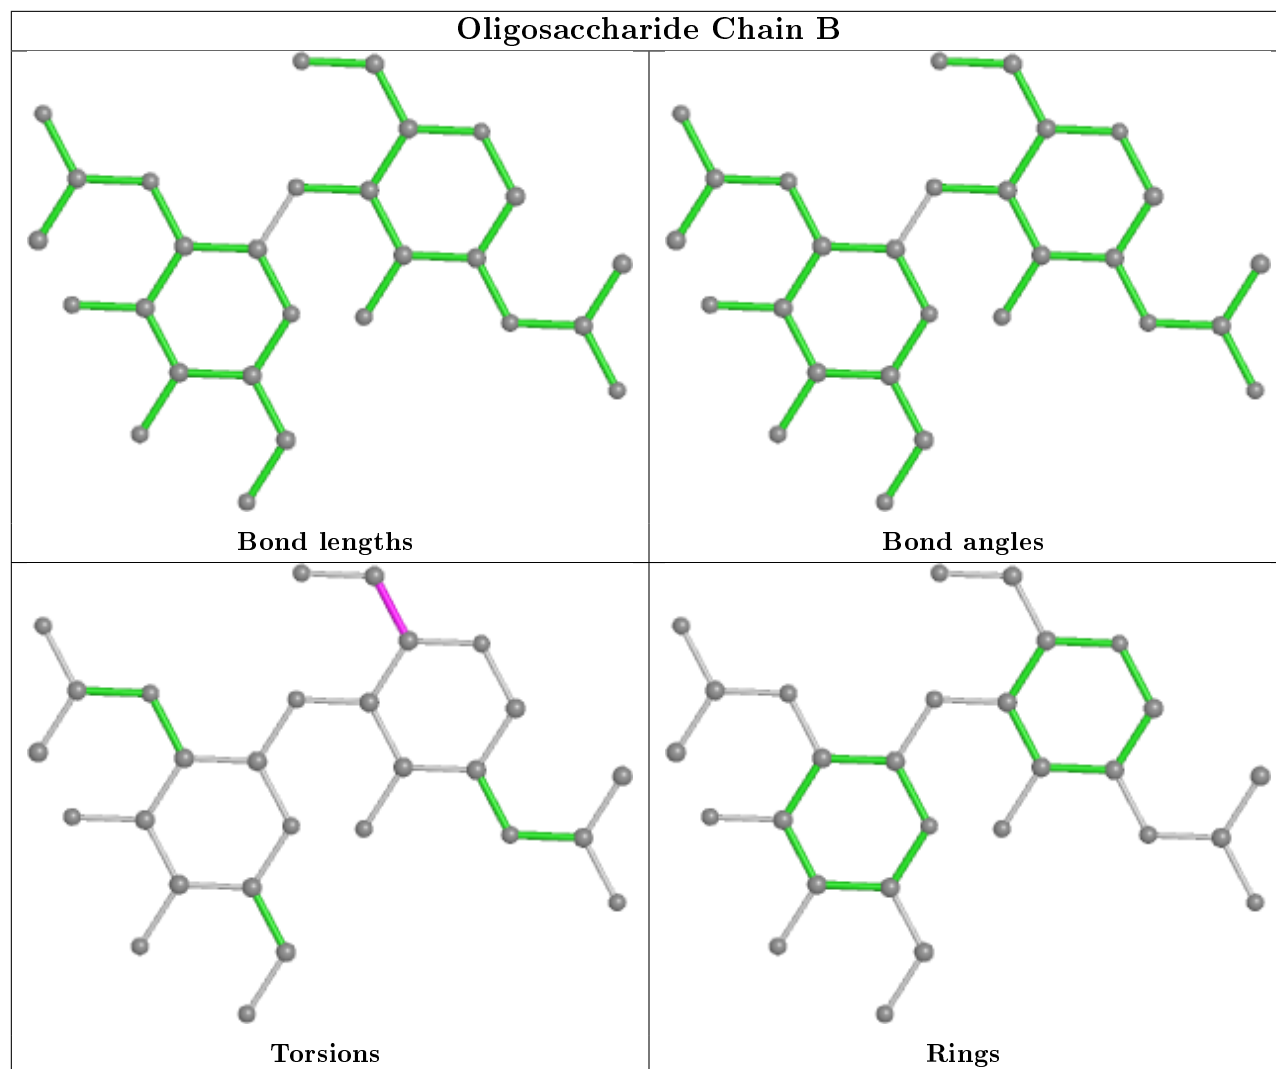 Oligosaccharide Chain B
Bond lengths
Bond angles
Torsions
Rings